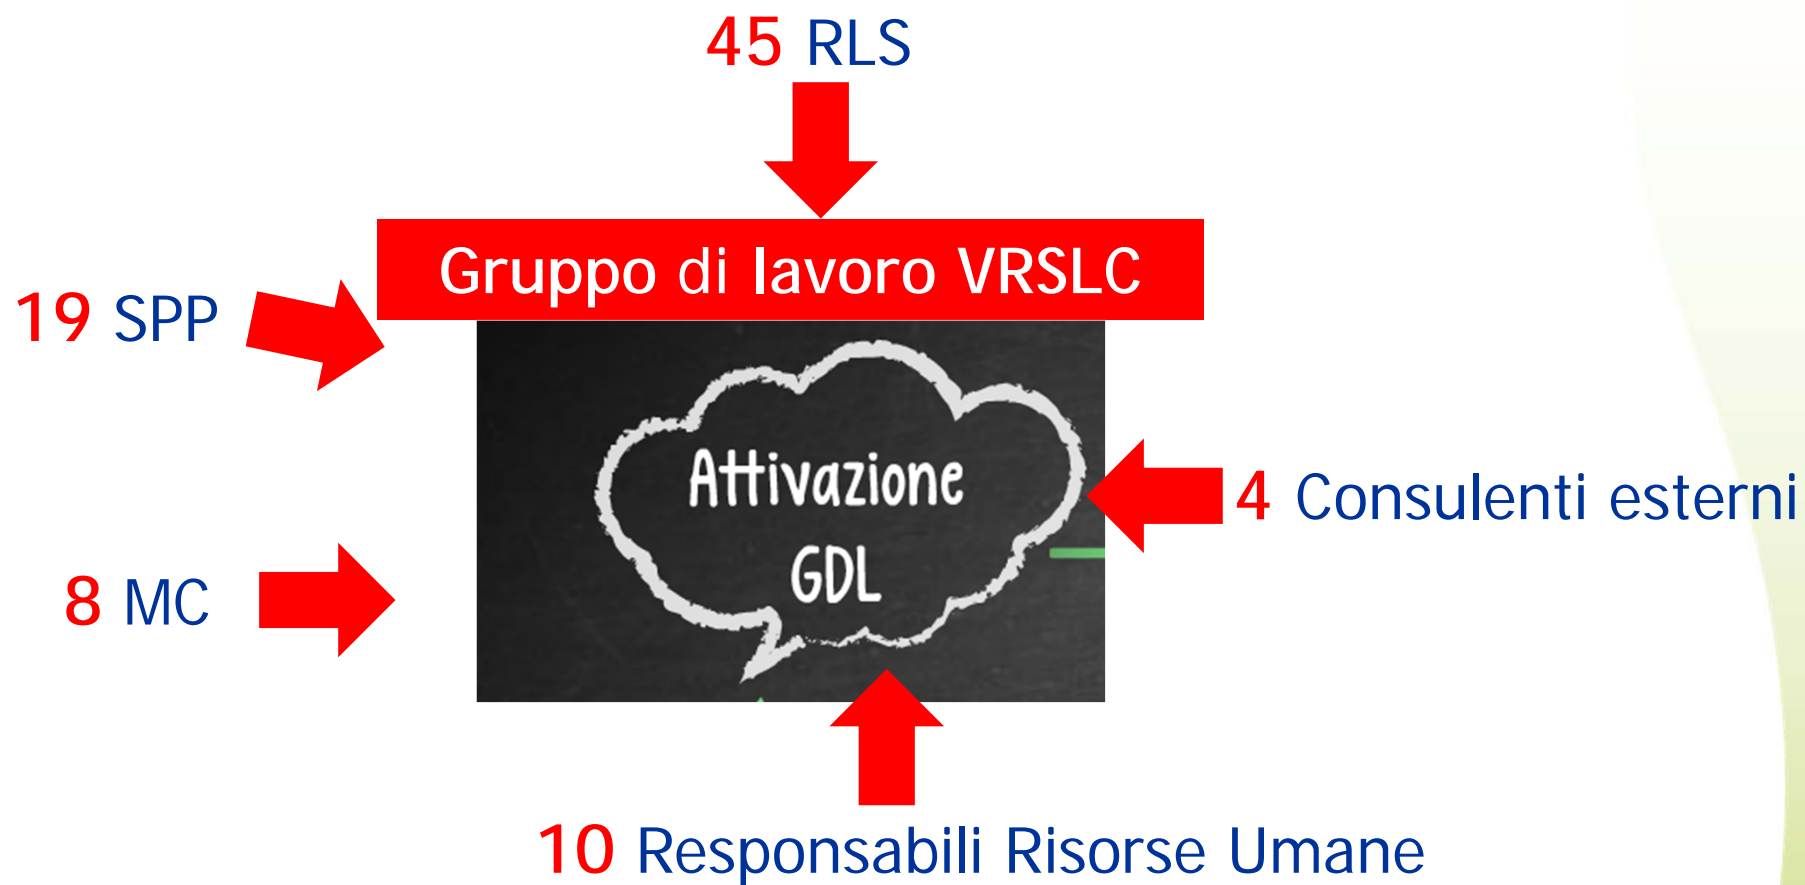 45 RLS
Gruppo di lavoro VRSLC
19 SPP
Attivazione
GDL
4 Consulenti esterni
8 MC
10 Responsabili Risorse Umane